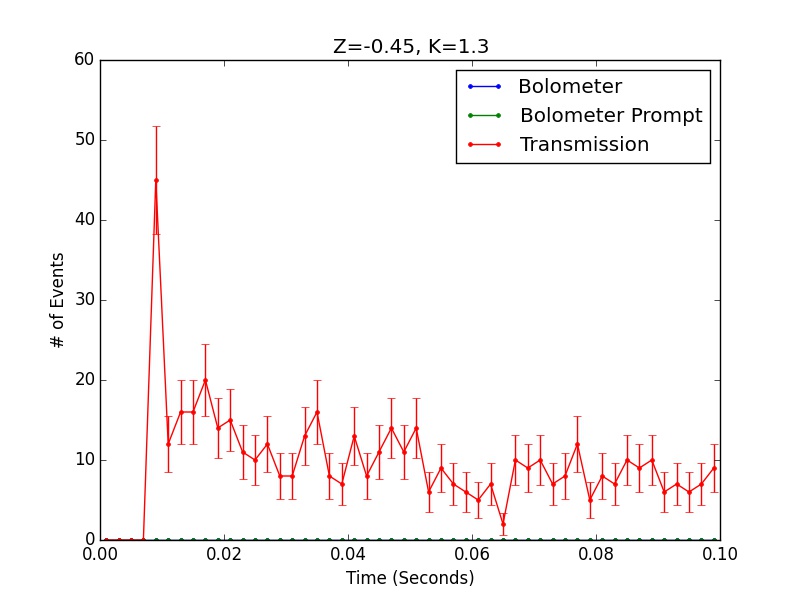 Z=-0.45, K=1.3
Bolometer
Bolometer Prompt
Transmission
# of Events
60
50
40
30
20
10
0
0.00 0.02 0.04 0.06 0.08 0.10
Time (Seconds)